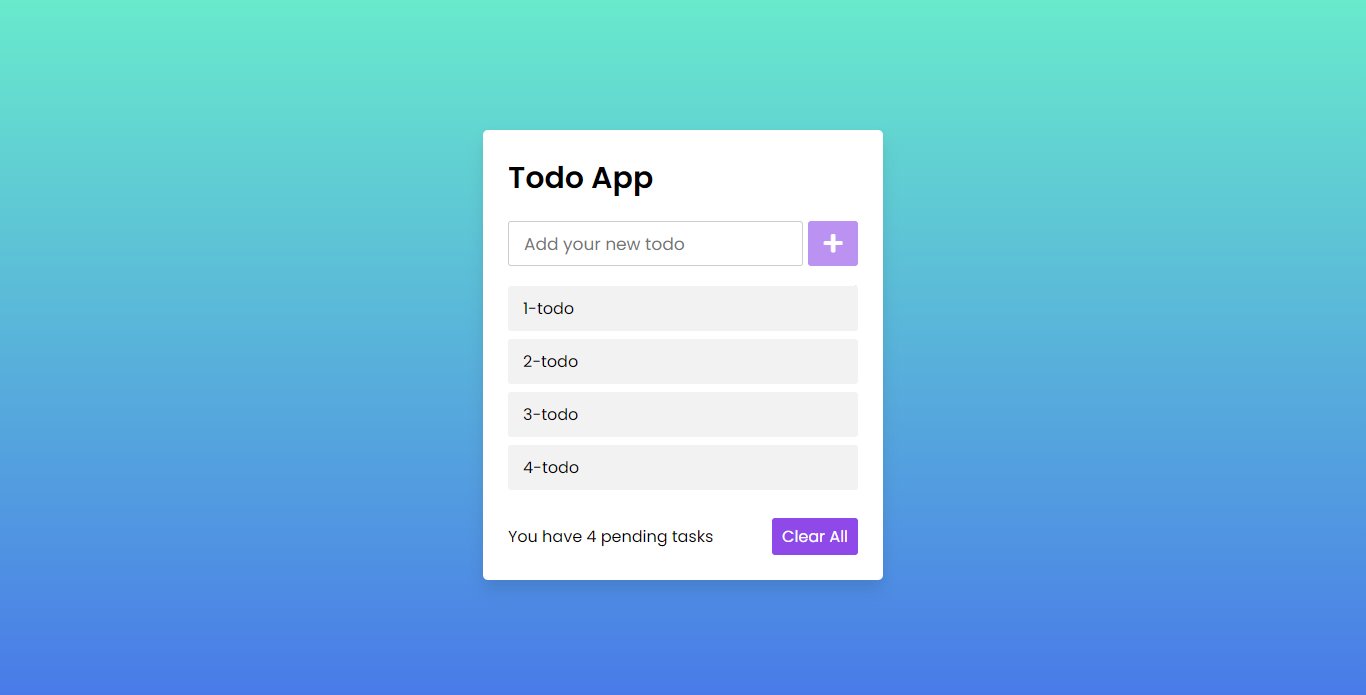 Todo App
Add your new todo
1-todo
2-todo
3-todo
4-todo
You have 4 pending tasks
Clear All